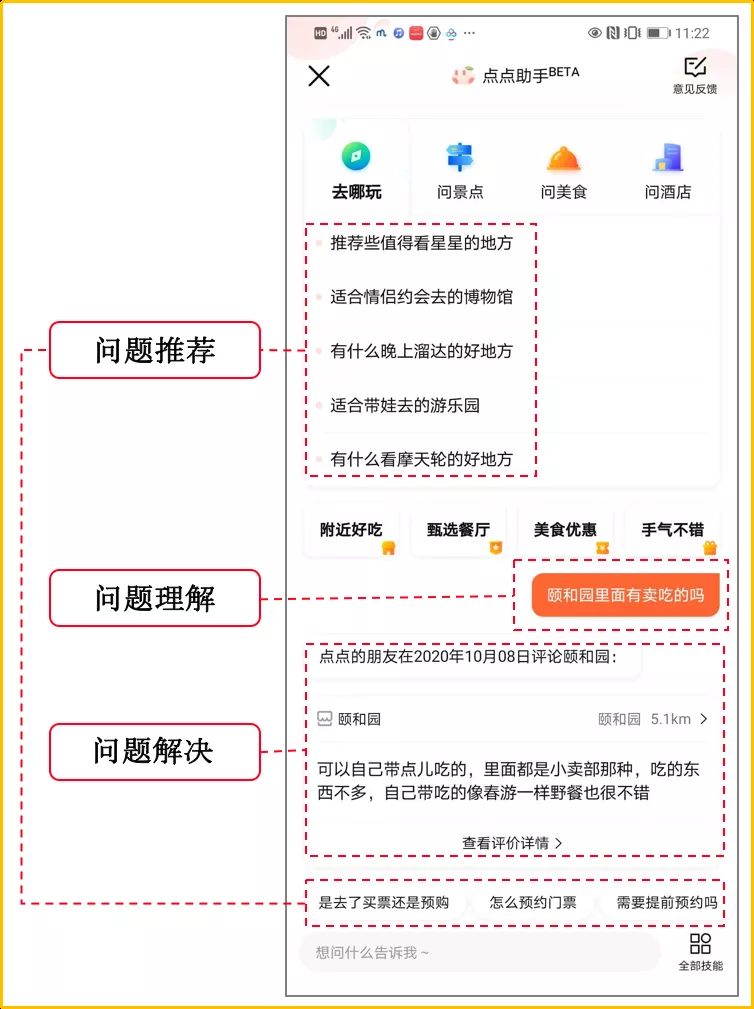 HD 4G 11:22
点点助手BETA
意见反馈
去哪玩 问景点 问美食 问酒店
推荐些值得看星星的地方
适合情侣约会去的博物馆
问题推荐
有什么晚上溜达的好地方
适合带娃去的游乐园
有什么看摩天轮的好地方
附近好吃 甄选餐厅 美食优惠 手气不错
问题理解
颐和园里面有卖吃的吗
点点的朋友在2020年10月08日评论颐和园：
颐和园 颐和园 5.1km
问题解决
可以自己带点儿吃的，里面都是小卖部那种，吃的东
西不多，自己带吃的像春游一样野餐也很不错
查看评价详情
是去了买票还是预购 怎么预约门票 需要提前预约吗
想问什么告诉我~
全部技能